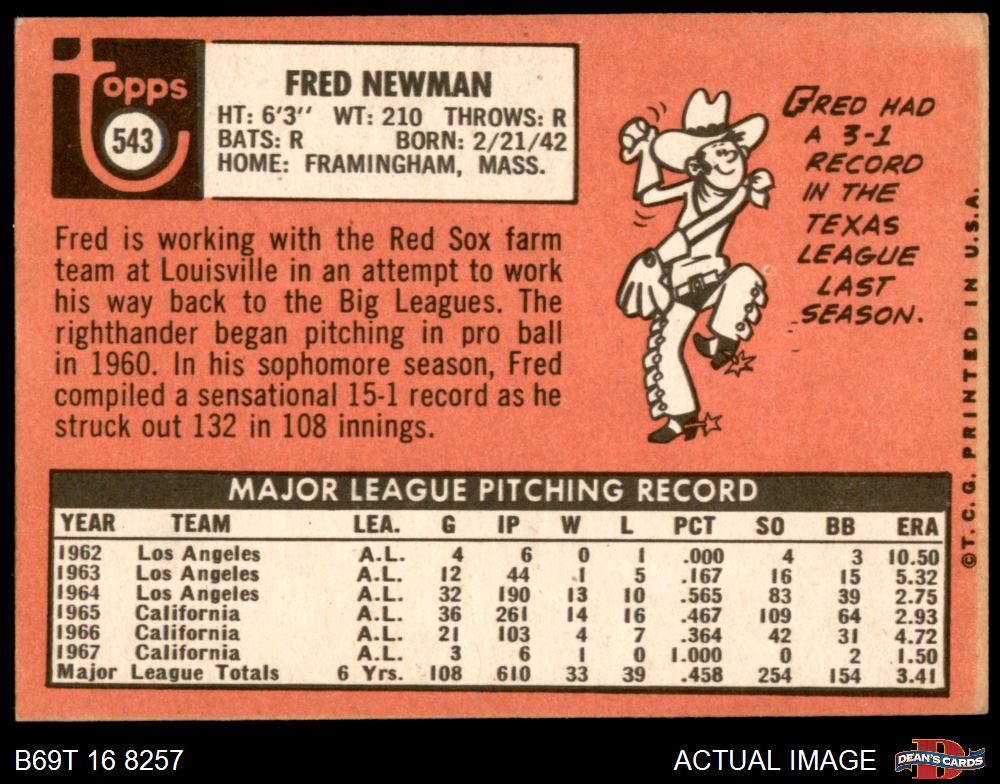 topps
543
FRED NEWMAN
HT: 6'3" WT: 210 THROWS: R
BATS: R BORN: 2/21/42
HOME: FRAMINGHAM, MASS.
Fred is working with the Red Sox farm
team at Louisville in an attempt to work
his way back to the Big Leagues. The
righthander began pitching in pro ball
in 1960. In his sophomore season, Fred
compiled a sensational 15-1 record as he
struck out 132 in 108 innings.
FRED HAD
A 3-1
RECORD
IN THE
TEXAS
LEAGUE
LAST
SEASON.
©T.C.G. PRINTED IN U.S.A.
MAJOR LEAGUE PITCHING RECORD
YEAR TEAM LEA. G IP W L PCT SO BB ERA
1962 Los Angeles A.L. 4 6 0 1 .000 4 3 10.50
1963 Los Angeles A.L. 12 44 1 5 .167 16 15 5.32
1964 Los Angeles A.L. 32 190 13 10 .565 83 39 2.75
1965 California A.L. 36 261 14 16 .467 109 64 2.93
1966 California A.L. 21 103 4 7 .364 42 31 4.72
1967 California A.L. 3 6 1 0 1.000 0 2 1.50
Major League Totals 6 Yrs. 108 610 33 39 .458 254 154 3.41
B69T 16 8257
ACTUAL IMAGE
D
DEAN'S CARDS